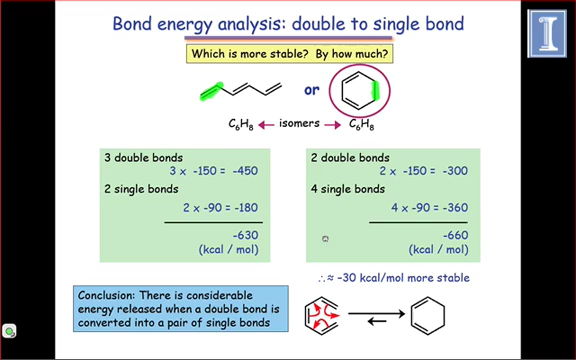 Bond energy analysis: double to single bond
Which is more stable? By how much?
or
C6H8 isomers C6H8
3 double bonds
3 x -150 = -450
2 single bonds
2 x -90 = -180
-630
(kcal / mol)
2 double bonds
2 x -150 = -300
4 single bonds
4 x -90 = -360
-660
(kcal / mol)
∴≈ –30 kcal/mol more stable
Conclusion: There is considerable
energy released when a double bond is
converted into a pair of single bonds
I